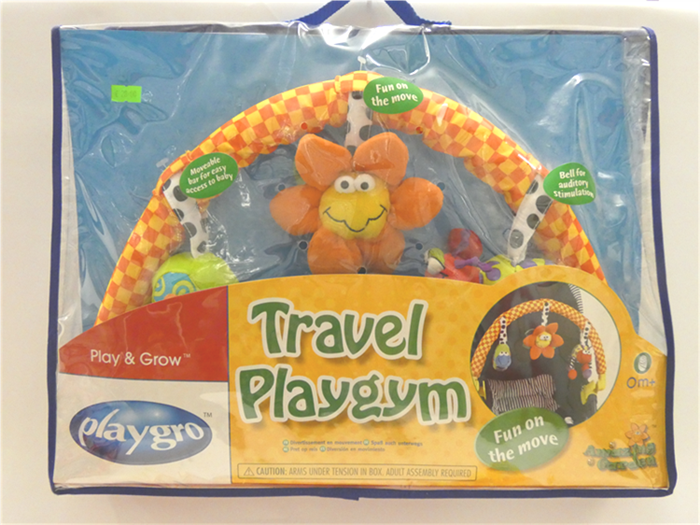 Fun on
the move
Moveable
bar for easy
access to baby
Bell for
auditory
stimulation
Travel
Playgym
Play & Grow™
playgro™
0m+
Fun on
the move
⚠ CAUTION: ARMS UNDER TENSION IN BOX. ADULT ASSEMBLY REQUIRED